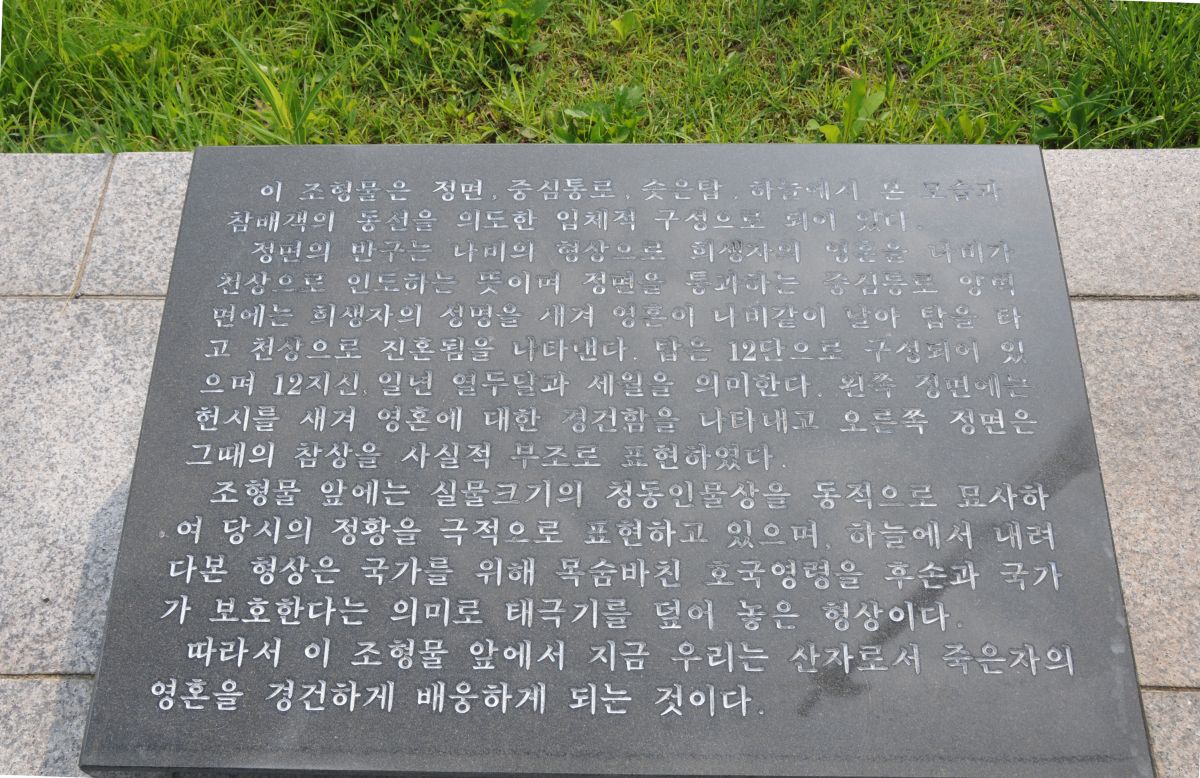 이 조형물은 정면, 중심통로, 솟은탑, 하늘에서 본 모습과
참배객의 동선을 의도한 입체적 구성으로 되어 있다.
정면의 반구는 나비의 형상으로 희생자의 영혼을 나비가
천상으로 인도하는 뜻이며 정면을 통과하는 중심통로 양벽
면에는 희생자의 성명을 새겨 영혼이 나비같이 날아 탑을 타
고 천상으로 진혼됨을 나타낸다. 탑은 12단으로 구성되어 있
으며 12지신, 일년 열두달과 세월을 의미한다. 왼쪽 정면에는
헌시를 새겨 영혼에 대한 경건함을 나타내고 오른쪽 정면은
그때의 참상을 사실적 부조로 표현하였다.
조형물 앞에는 실물크기의 청동인물상을 동적으로 묘사하
여 당시의 정황을 극적으로 표현하고 있으며, 하늘에서 내려
다본 형상은 국가를 위해 목숨바친 호국영령을 후손과 국가
가 보호한다는 의미로 태극기를 덮어 놓은 형상이다.
따라서 이 조형물 앞에서 지금 우리는 산자로서 죽은자의
영혼을 경건하게 배웅하게 되는 것이다.